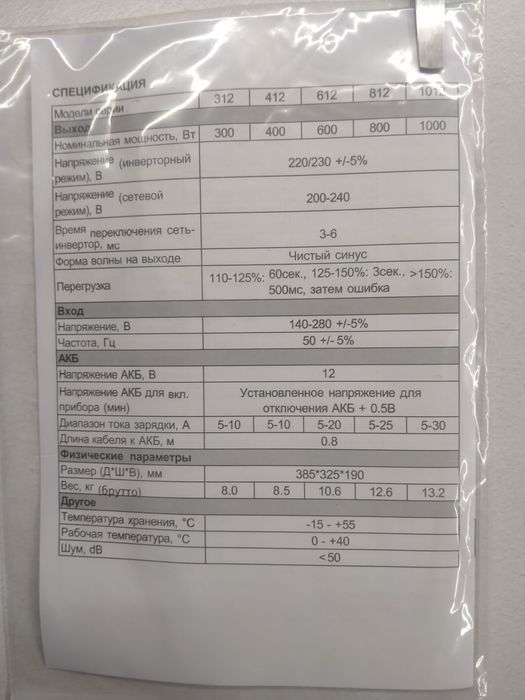 СПЕЦИФИКАЦИЯ
Модели серии 312 412 612 812 1012
Выход
Номинальная мощность, Вт 300 400 600 800 1000
Напряжение (инверторный
режим), В 220/230 +/-5%
Напряжение (сетевой
режим), В 200-240
Время переключения сеть-
инвертор, мс 3-6
Форма волны на выходе Чистый синус
Перегрузка 110-125%: 60сек., 125-150%: 3сек., >150%:
500мс, затем ошибка
Вход
Напряжение, В 140-280 +/-5%
Частота, Гц 50 +/- 5%
АКБ
Напряжение АКБ, В 12
Напряжение АКБ для вкл. Установленное напряжение для
прибора (мин) отключения АКБ + 0.5В
Диапазон тока зарядки, А 5-10 5-10 5-20 5-25 5-30
Длина кабеля к АКБ, м 0.8
Физические параметры
Размер (Д*Ш*В), мм 385*325*190
Вес, кг (брутто) 8.0 8.5 10.6 12.6 13.2
Другое
Температура хранения, °С -15 - +55
Рабочая температура, °С 0 - +40
Шум, dB <50